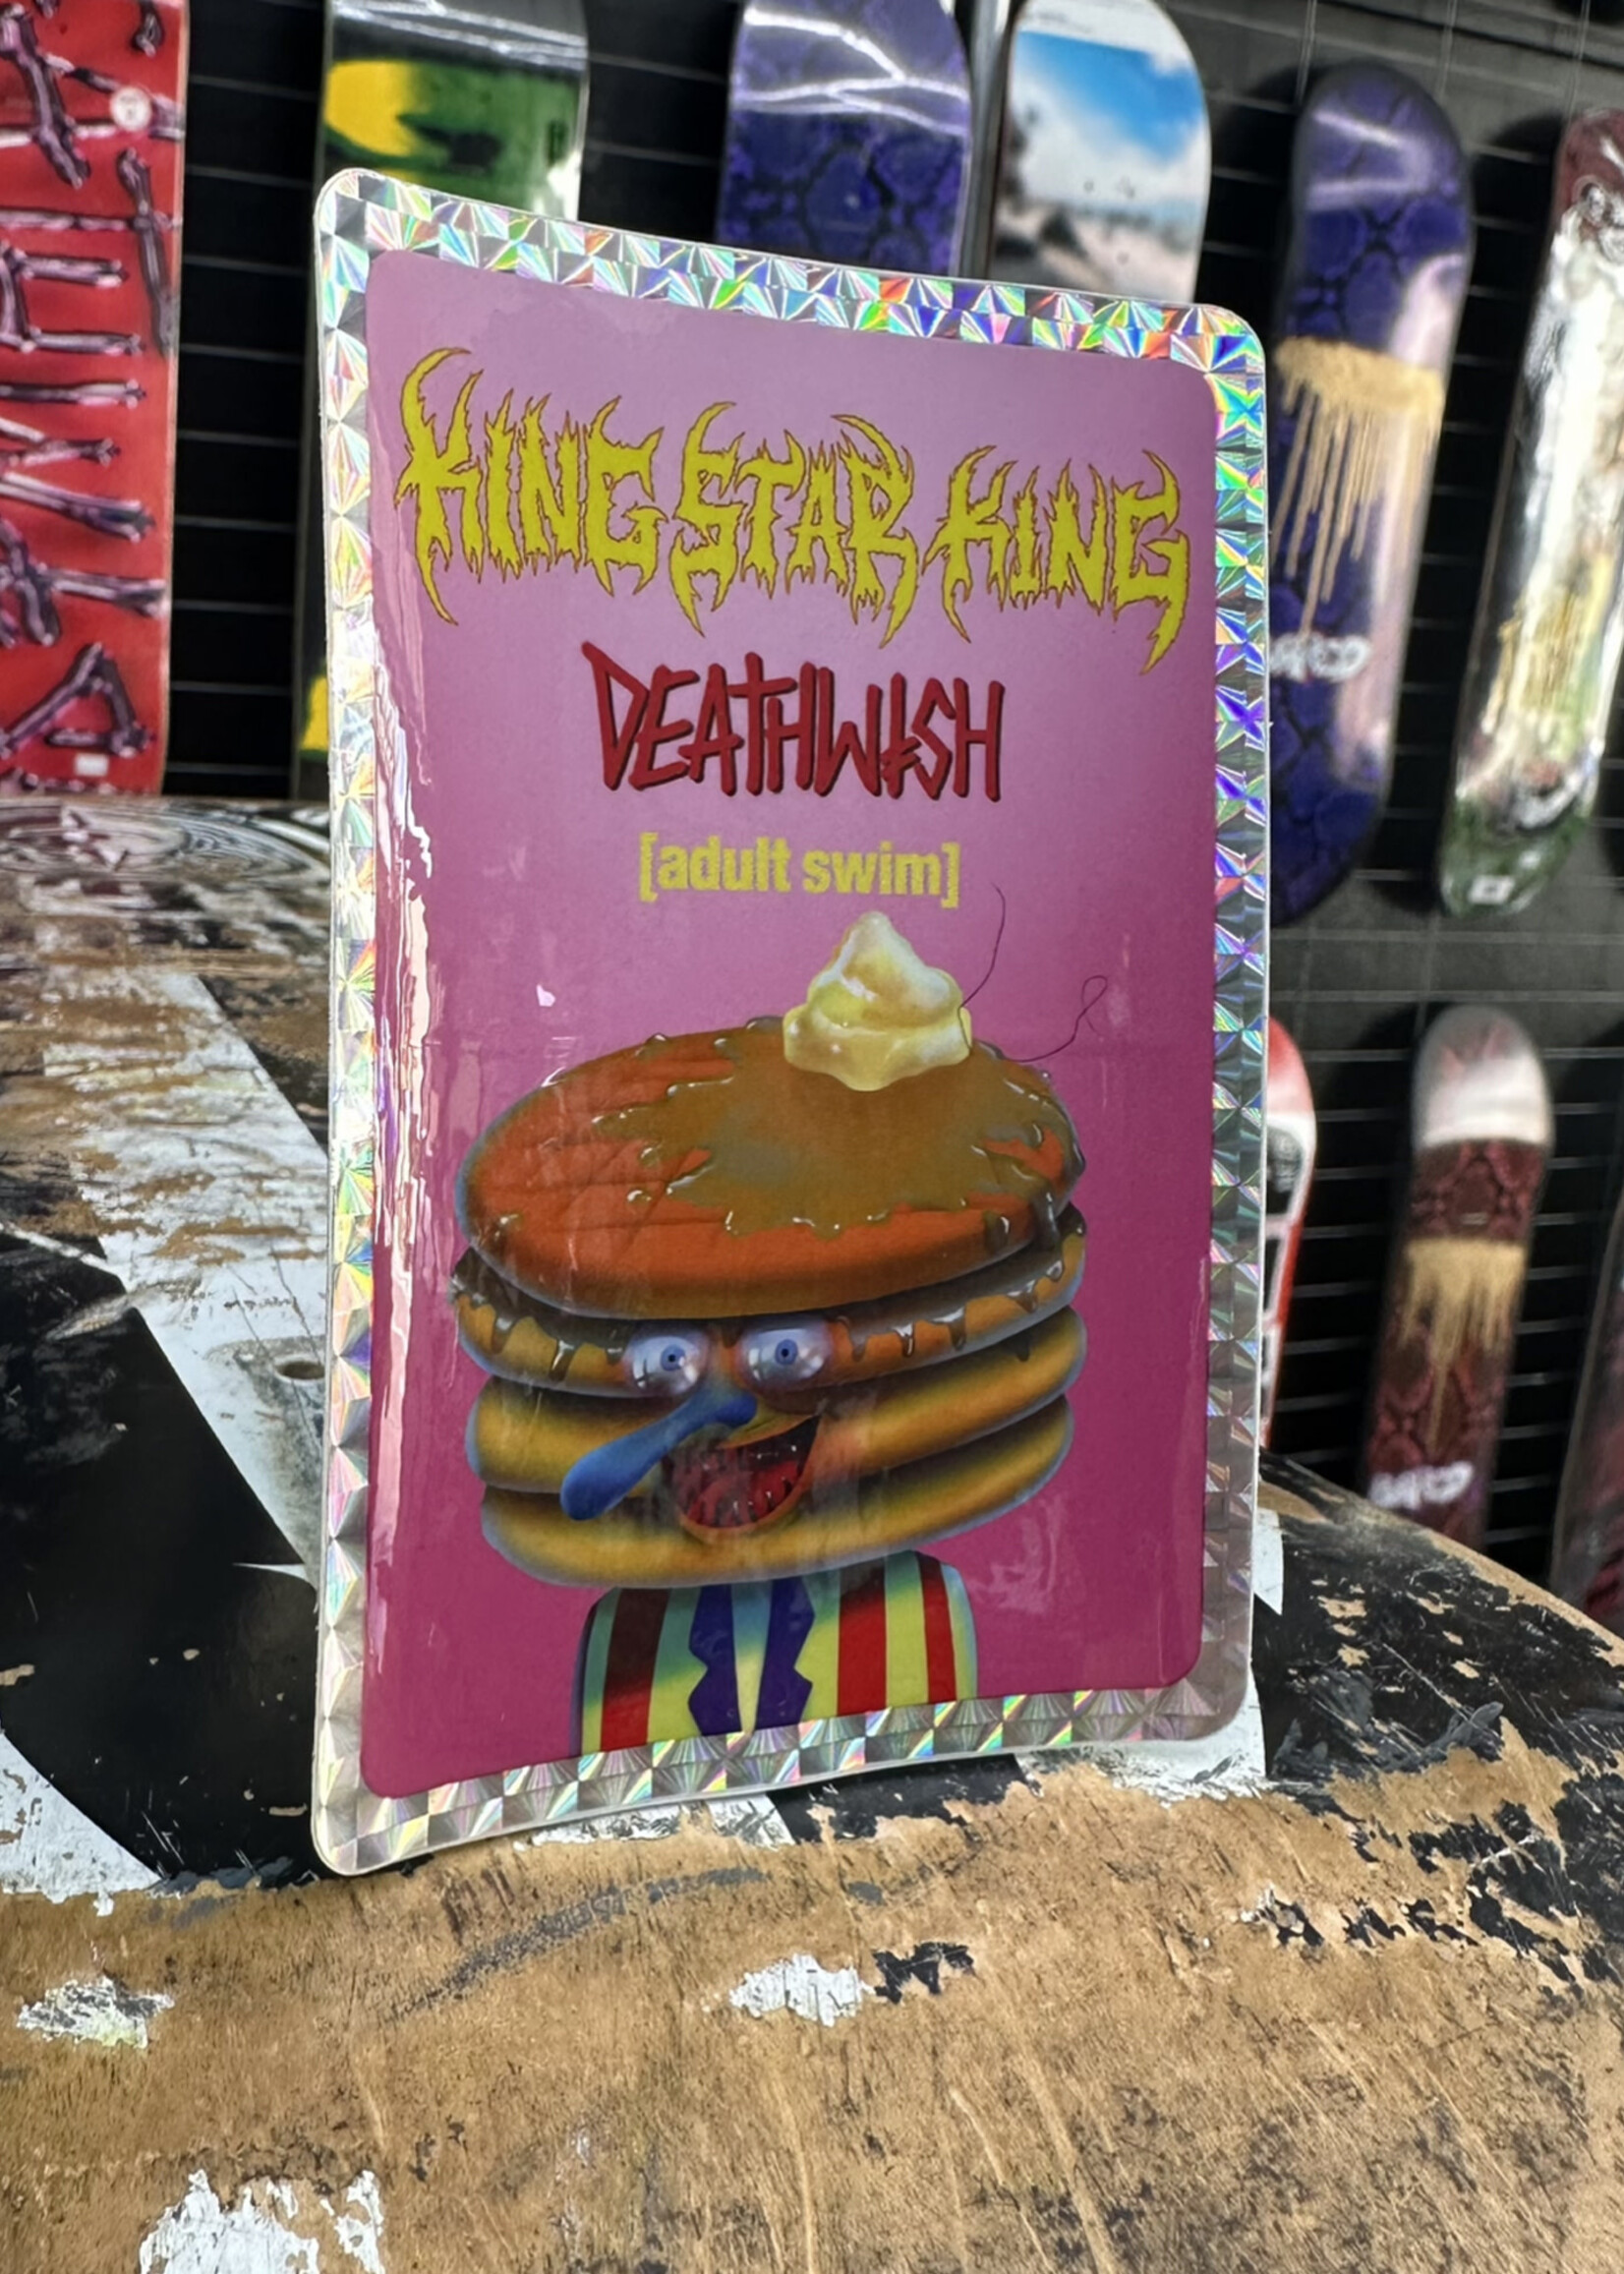 KING STAR KING
DEATHWISH
[adult swim]